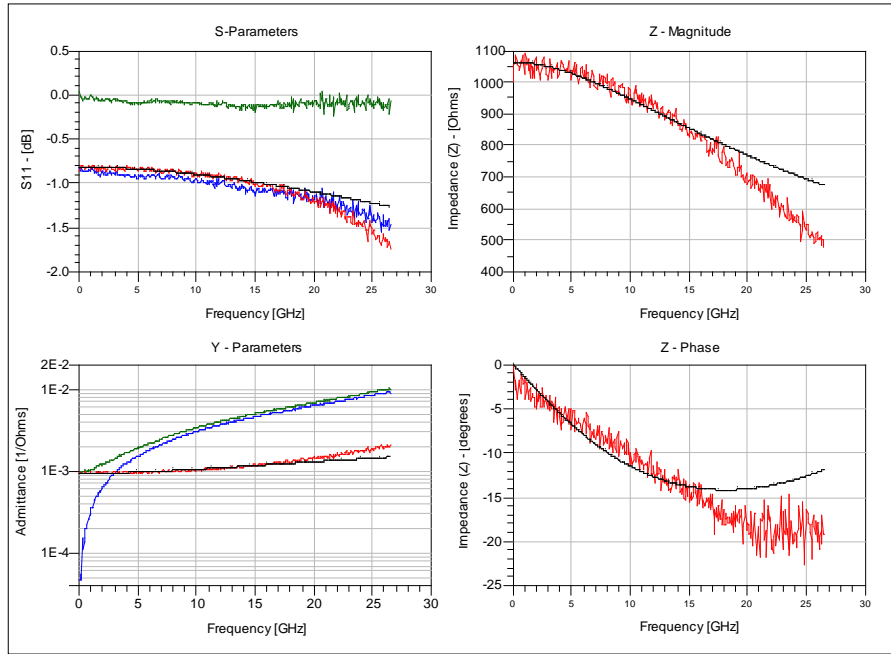 S-Parameters
0.5
0.0
-0.5
-1.0
-1.5
-2.0
S11 - [dB]
0 5 10 15 20 25 30
Frequency [GHz]
Z - Magnitude
1100
1000
900
800
700
600
500
400
Impedance (Z) - [Ohms]
0 5 10 15 20 25 30
Frequency [GHz]
Y - Parameters
2E-2
1E-2
1E-3
1E-4
Admittance [1/Ohms]
0 5 10 15 20 25 30
Frequency [GHz]
Z - Phase
0
-5
-10
-15
-20
-25
Impedance (Z) - [degrees]
0 5 10 15 20 25 30
Frequency [GHz]